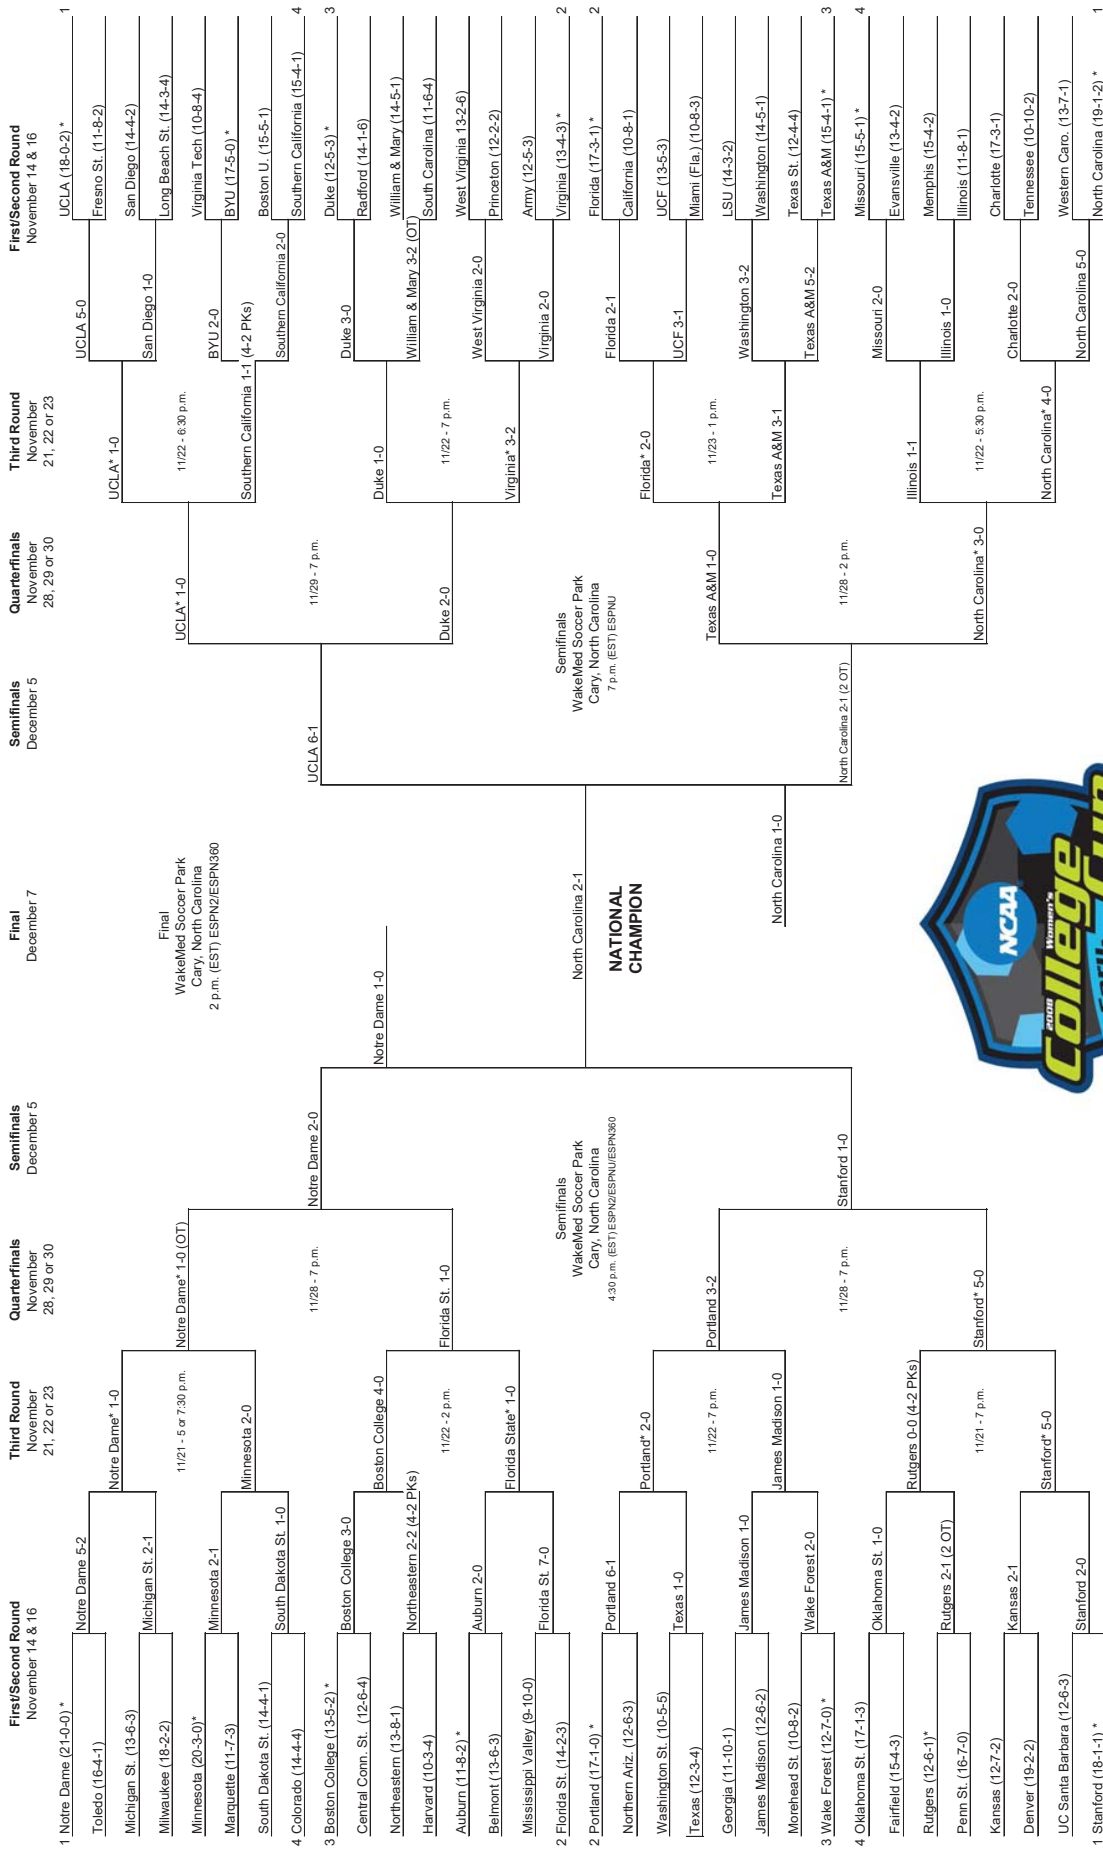 First/Second Round
November 14 & 16
Third Round
November
21, 22 or 23
Quarterfinals
November
28, 29 or 30
Semifinals
December 5
Final
December 7
Semifinals
December 5
Quarterfinals
November
28, 29 or 30
Third Round
November
21, 22 or 23
First/Second Round
November 14 & 16
1 Notre Dame (21-0-0) *
Toledo (16-4-1)
Michigan St. (13-6-3)
Milwaukee (18-2-2)
Minnesota (20-3-0)*
Marquette (11-7-3)
South Dakota St. (14-4-1)
4 Colorado (14-4-4)
3 Boston College (13-5-2) *
Central Conn. St. (12-6-4)
Northeastern (13-8-1)
Harvard (10-3-4)
Auburn (11-8-2) *
Belmont (13-6-3)
Mississippi Valley (9-10-0)
2 Florida St. (14-2-3)
2 Portland (17-1-0) *
Northern Ariz. (12-6-3)
Washington St. (10-5-5)
Texas (12-3-4)
Georgia (11-10-1)
James Madison (12-6-2)
Morehead St. (10-8-2)
3 Wake Forest (12-7-0) *
4 Oklahoma St. (17-1-3)
Fairfield (15-4-3)
Rutgers (12-6-1)*
Penn St. (16-7-0)
Kansas (12-7-2)
Denver (19-2-2)
UC Santa Barbara (12-6-3)
1 Stanford (18-1-1) *
Notre Dame 5-2
Michigan St. 2-1
Minnesota 2-1
South Dakota St. 1-0
Boston College 3-0
Northeastern 2-2 (4-2 PKs)
Auburn 2-0
Florida St. 7-0
Portland 6-1
Texas 1-0
James Madison 1-0
Wake Forest 2-0
Oklahoma St. 1-0
Rutgers 2-1 (2 OT)
Kansas 2-1
Stanford 2-0
Notre Dame* 1-0
11/21 - 5 or 7:30 p.m.
Minnesota 2-0
Boston College 4-0
11/22 - 2 p.m.
Florida State* 1-0
Portland* 2-0
11/22 - 7 p.m.
James Madison 1-0
Rutgers 0-0 (4-2 PKs)
11/21 - 7 p.m.
Stanford* 5-0
Notre Dame* 1-0 (OT)
11/28 - 7 p.m.
Florida St. 1-0
Portland 3-2
11/28 - 7 p.m.
Stanford* 5-0
Notre Dame 2-0
Semifinals
WakeMed Soccer Park
Cary, North Carolina
4:30 p.m. (EST) ESPN2/ESPNU/ESPN360
Stanford 1-0
Notre Dame 1-0
Final
WakeMed Soccer Park
Cary, North Carolina
2 p.m. (EST) ESPN2/ESPN360
North Carolina 2-1
NATIONAL
CHAMPION
North Carolina 1-0
NCAA
2008 Women's
College
Cup
UCLA 6-1
Semifinals
WakeMed Soccer Park
Cary, North Carolina
7 p.m. (EST) ESPNU
North Carolina 2-1 (2 OT)
UCLA* 1-0
11/29 - 7 p.m.
Duke 2-0
Texas A&M 1-0
11/28 - 2 p.m.
North Carolina* 3-0
UCLA* 1-0
11/22 - 6:30 p.m.
Southern California 1-1 (4-2 PKs)
Duke 1-0
11/22 - 7 p.m.
Virginia* 3-2
Florida* 2-0
11/23 - 1 p.m.
Texas A&M 3-1
Illinois 1-1
11/22 - 5:30 p.m.
North Carolina* 4-0
UCLA 5-0
San Diego 1-0
BYU 2-0
Southern California 2-0
Duke 3-0
William & Mary 3-2 (OT)
West Virginia 2-0
Virginia 2-0
Florida 2-1
UCF 3-1
Washington 3-2
Texas A&M 5-2
Missouri 2-0
Illinois 1-0
Charlotte 2-0
North Carolina 5-0
UCLA (18-0-2) * 1
Fresno St. (11-8-2)
San Diego (14-4-2)
Long Beach St. (14-3-4)
Virginia Tech (10-8-4)
BYU (17-5-0) *
Boston U. (15-5-1)
Southern California (15-4-1) 4
Duke (12-5-3) * 3
Radford (14-1-6)
William & Mary (14-5-1)
South Carolina (11-6-4)
West Virginia 13-2-6)
Princeton (12-2-2)
Army (12-5-3)
Virginia (13-4-3) * 2
Florida (17-3-1) * 2
California (10-8-1)
UCF (13-5-3)
Miami (Fla.) (10-8-3)
LSU (14-3-2)
Washington (14-5-1)
Texas St. (12-4-4)
Texas A&M (15-4-1) * 3
Missouri (15-5-1) * 4
Evansville (13-4-2)
Memphis (15-4-2)
Illinois (11-8-1)
Charlotte (17-3-1)
Tennessee (10-10-2)
Western Caro. (13-7-1)
North Carolina (19-1-2) * 1